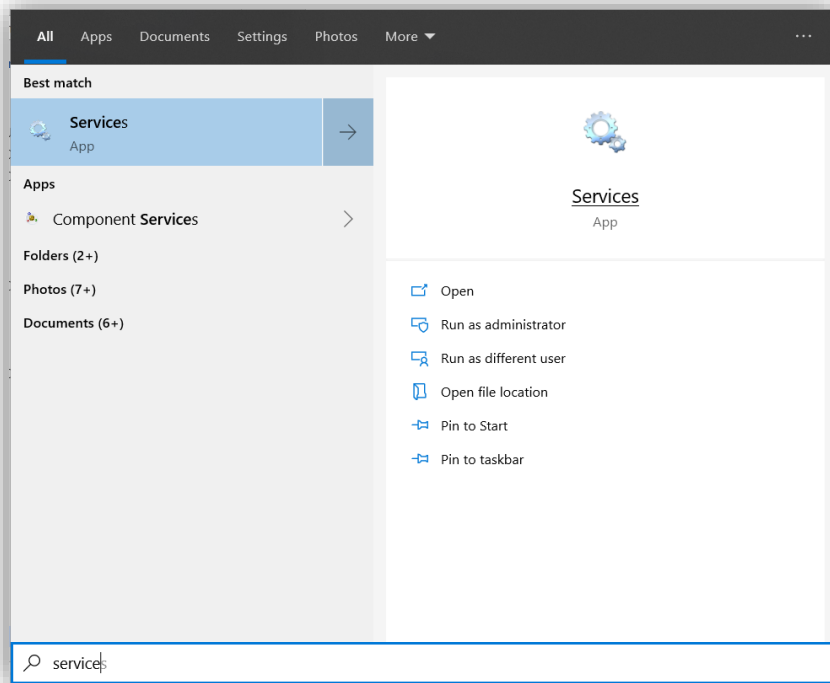 All Apps Documents Settings Photos More ...
Best match
Services
App
Apps
Component Services
Folders (2+)
Photos (7+)
Documents (6+)
Services
App
Open
Run as administrator
Run as different user
Open file location
Pin to Start
Pin to taskbar
services